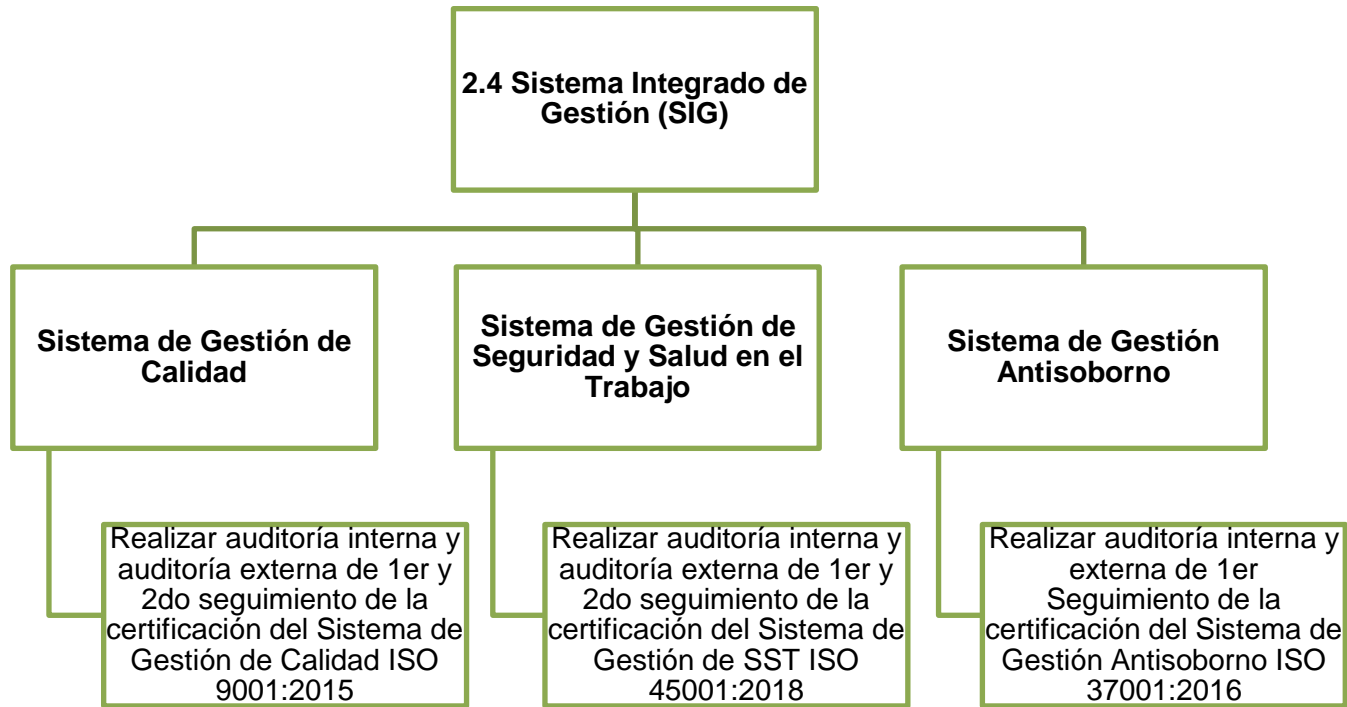 2.4 Sistema Integrado de
Gestión (SIG)
Sistema de Gestión de
Calidad
Sistema de Gestión de
Seguridad y Salud en el
Trabajo
Sistema de Gestión
Antisoborno
Realizar auditoría interna y
auditoría externa de 1er y
2do seguimiento de la
certificación del Sistema de
Gestión de Calidad ISO
9001:2015
Realizar auditoría interna y
auditoría externa de 1er y
2do seguimiento de la
certificación del Sistema de
Gestión de SST ISO
45001:2018
Realizar auditoría interna y
externa de 1er
Seguimiento de la
certificación del Sistema de
Gestión Antisoborno ISO
37001:2016